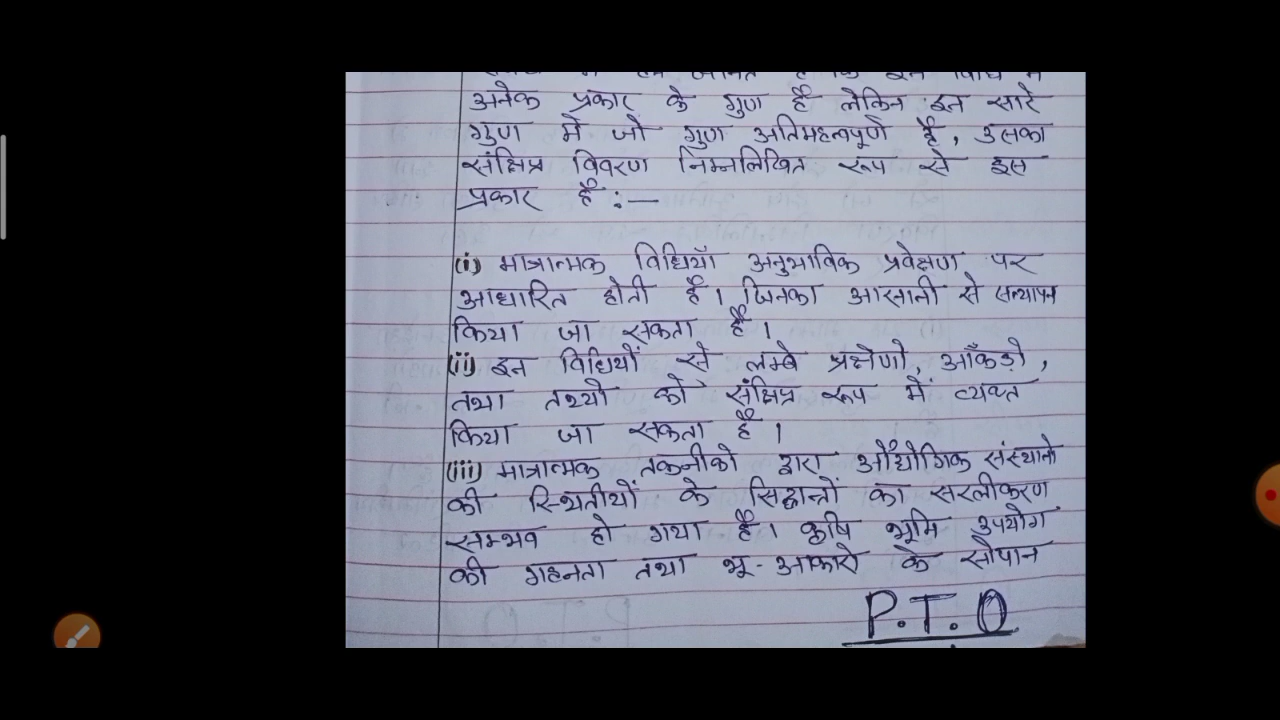 अनेक प्रकार के गुण हैं लेकिन इन सारे
गुण में जो गुण अतिमहत्वपूर्ण है, उसका
संक्षिप्त विवरण निम्नलिखित रूप से इस
प्रकार है :—
(i) मात्रात्मक विधियाँ अनुभाविक प्रवेक्षण पर
आधारित होती है। जिनका आसानी से सत्यापन
किया जा सकता है।
(ii) इन विधियों से लम्बे प्रक्षेणो, आँकड़ो,
तथा तथ्यो को संक्षिप्त रूप में व्यक्त
किया जा सकता है।
(iii) मात्रात्मक तकनीको द्वारा औद्योगिक संस्थानो
की स्थितीयों के सिद्धान्तों का सरलीकरण
सम्भव हो गया है। कृषि भूमि उपयोग
की गहनता तथा भू-आकारो के सोपान
P.T.O